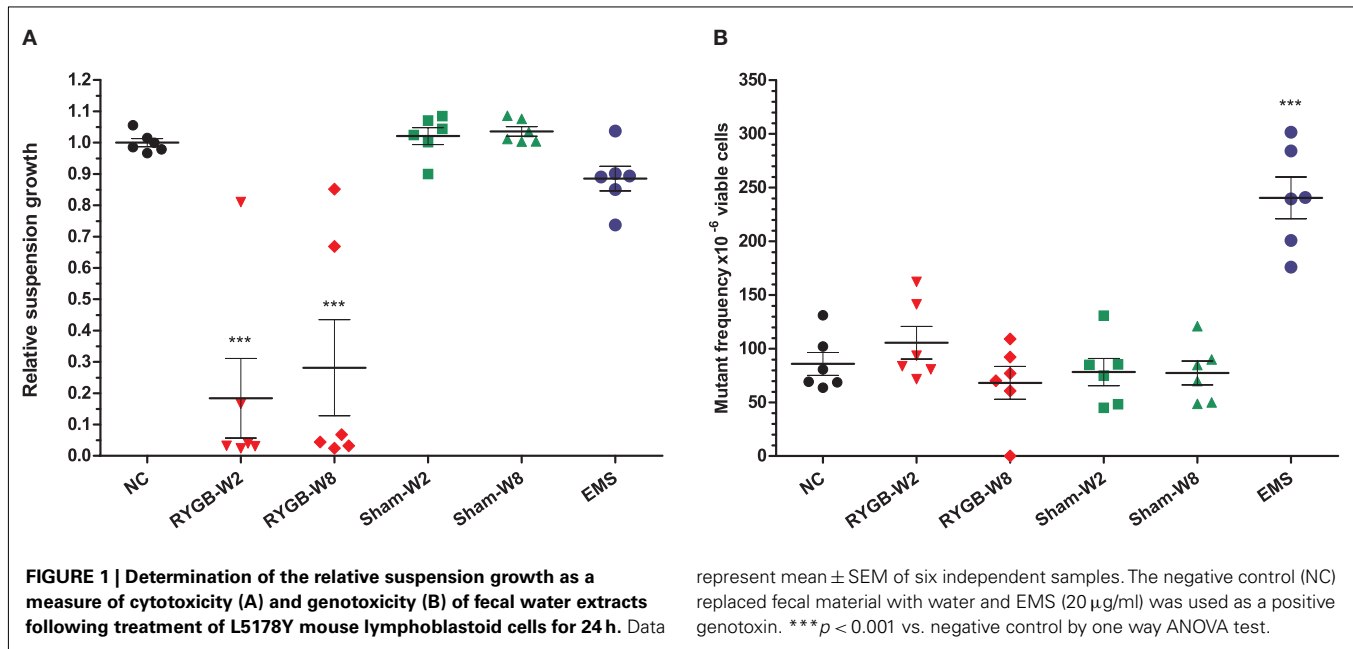 A
1.2
1.1
1.0
0.9
0.8
0.7
0.6
0.5
0.4
0.3
0.2
0.1
0.0
Relative suspension growth
***
***
NC
RYGB-W2
RYGB-W8
Sham-W2
Sham-W8
EMS
B
350
300
250
200
150
100
50
0
Mutant frequency x10⁻⁶ viable cells
***
NC
RYGB-W2
RYGB-W8
Sham-W2
Sham-W8
EMS
FIGURE 1 | Determination of the relative suspension growth as a
measure of cytotoxicity (A) and genotoxicity (B) of fecal water extracts
following treatment of L5178Y mouse lymphoblastoid cells for 24 h. Data
represent mean ± SEM of six independent samples. The negative control (NC)
replaced fecal material with water and EMS (20 μg/ml) was used as a positive
genotoxin. ***p < 0.001 vs. negative control by one way ANOVA test.